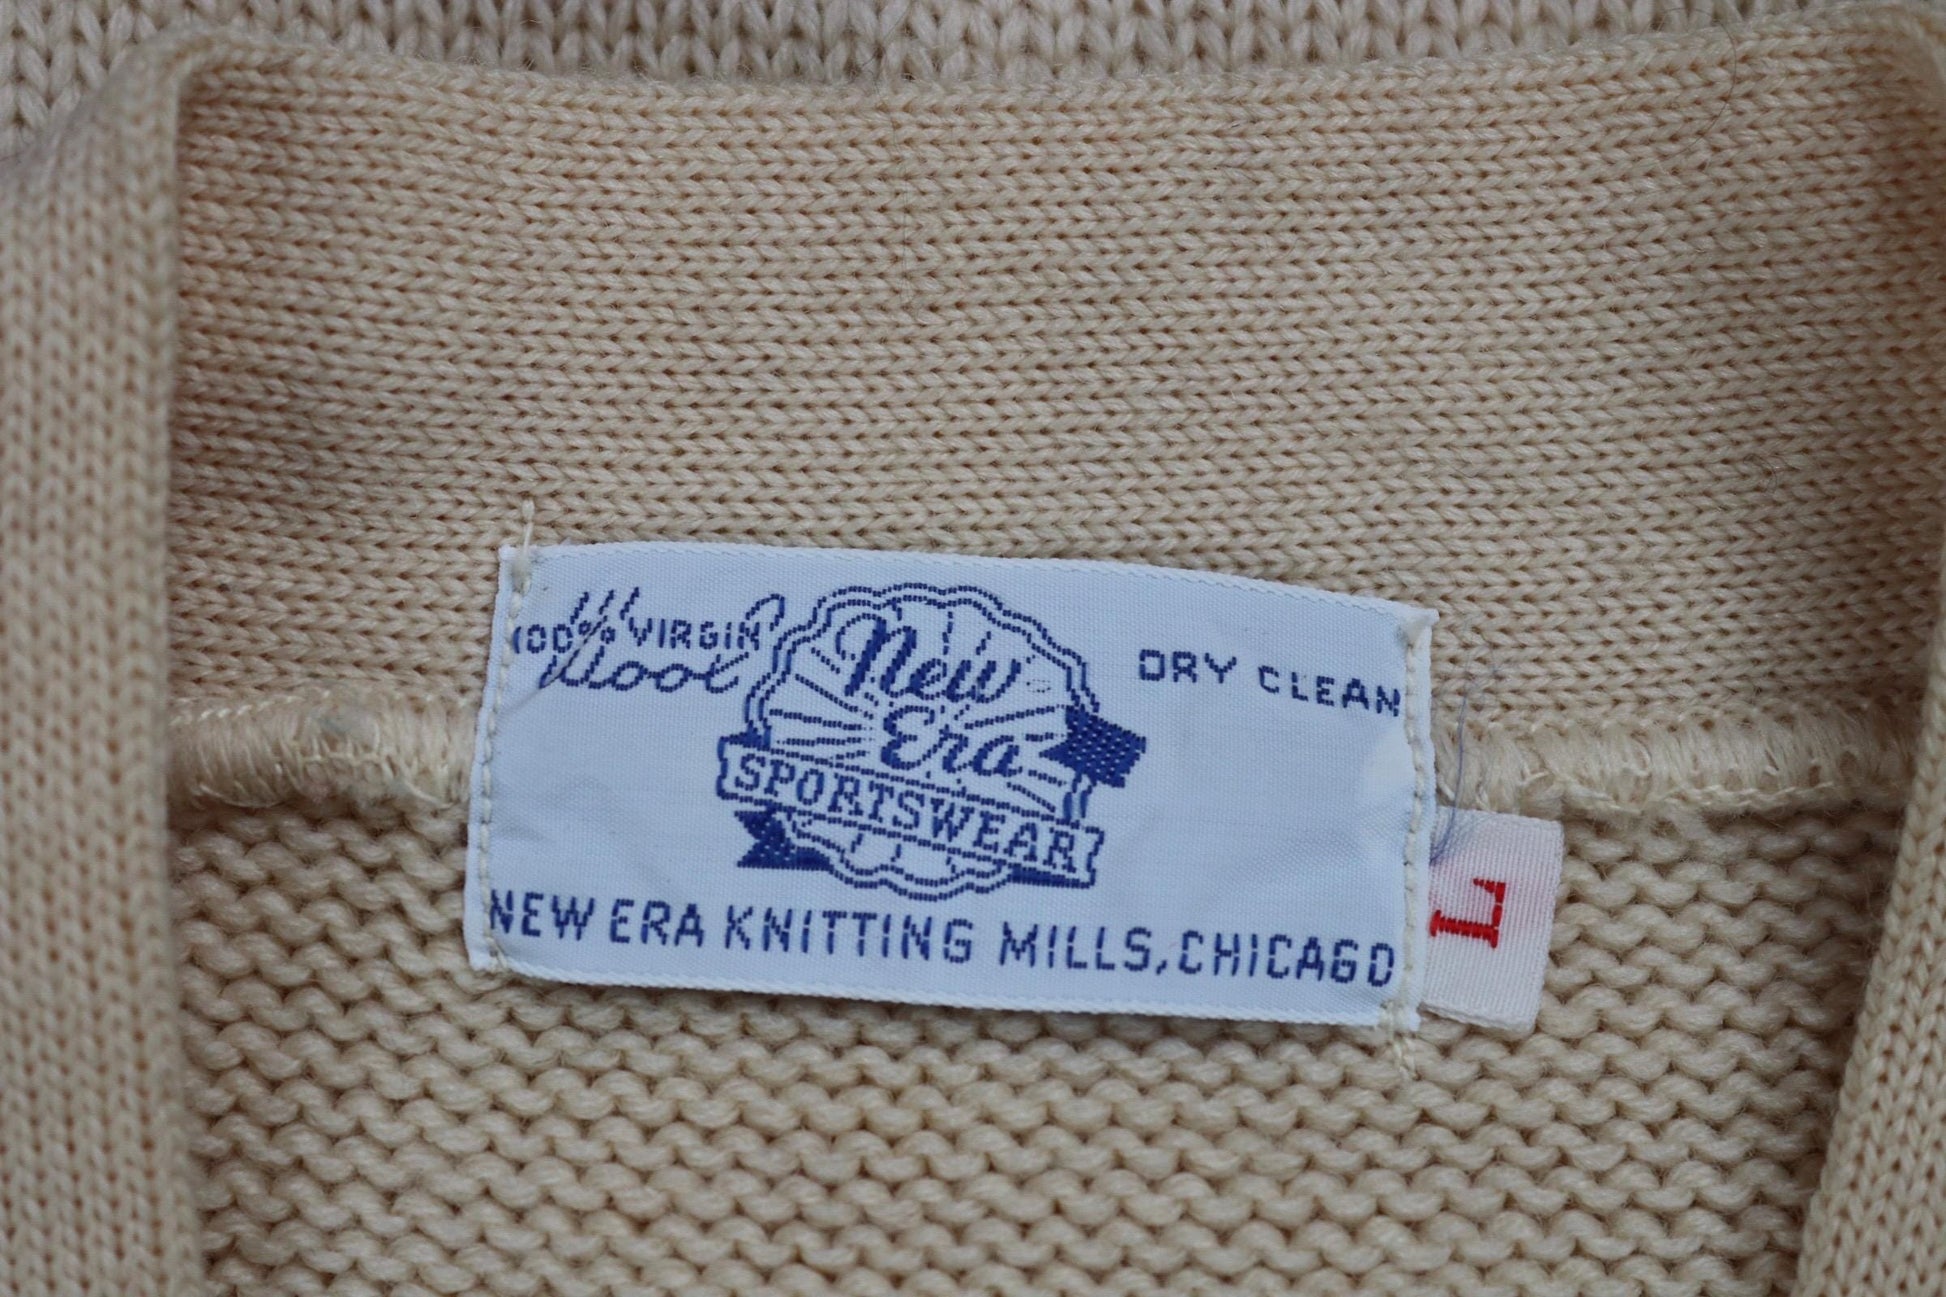 100% VIRGIN
Wool
New
Era
SPORTSWEAR
DRY CLEAN
NEW ERA KNITTING MILLS, CHICAGO
L